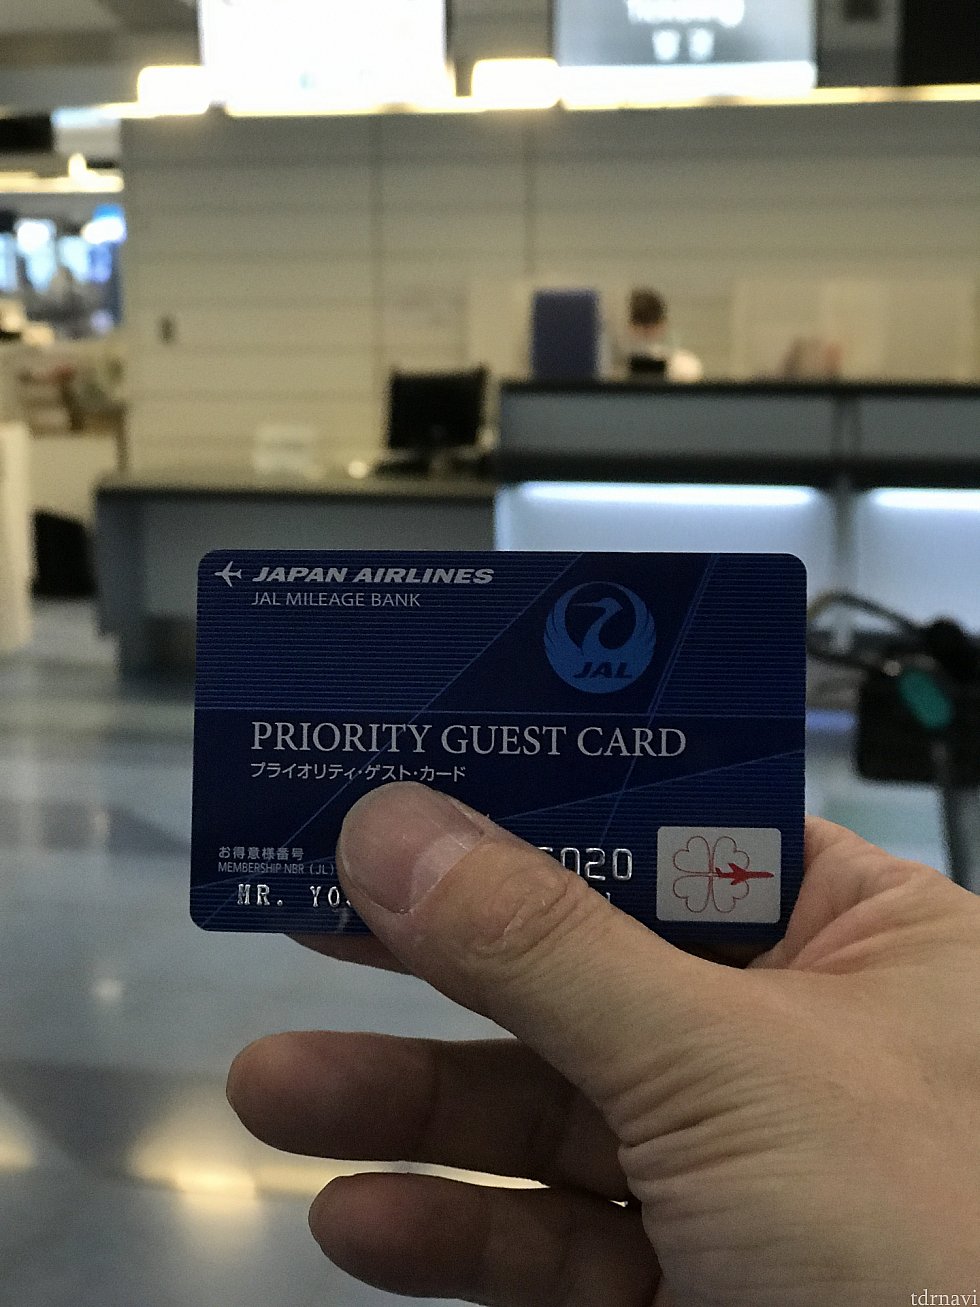 JAPAN AIRLINES
JAL MILEAGE BANK
JAL
PRIORITY GUEST CARD
プライオリティ・ゲスト・カード
お得意様番号
MEMBERSHIP NBR. (JL)
020
MR. YO
tdrnavi